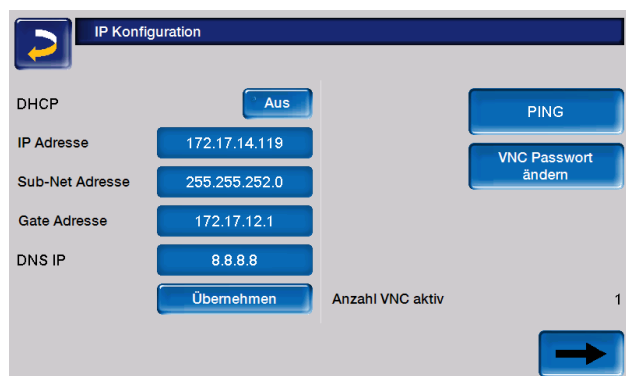 IP Konfiguration
DHCP
Aus
IP Adresse
172.17.14.119
Sub-Net Adresse
255.255.252.0
Gate Adresse
172.17.12.1
DNS IP
8.8.8.8
Übernehmen
PING
VNC Passwort
ändern
Anzahl VNC aktiv
1